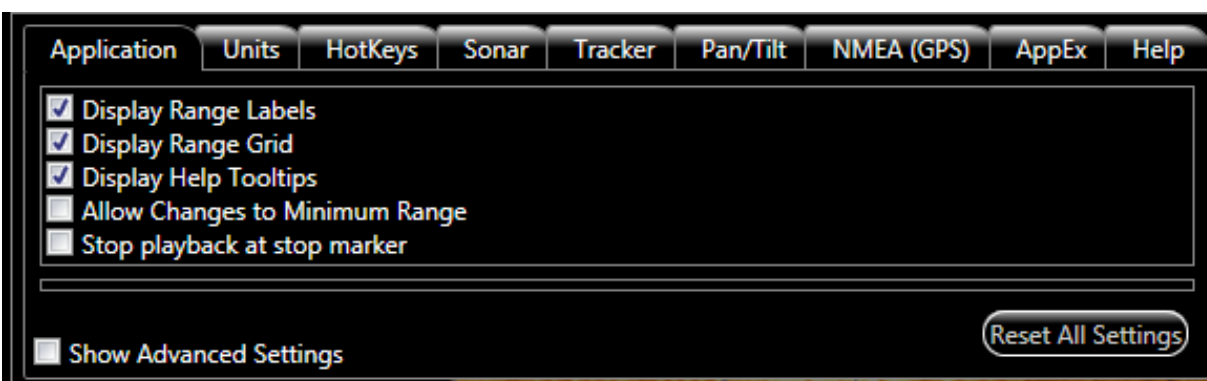 Application Units HotKeys Sonar Tracker Pan/Tilt NMEA (GPS) AppEx Help
Display Range Labels
Display Range Grid
Display Help Tooltips
Allow Changes to Minimum Range
Stop playback at stop marker
Reset All Settings
Show Advanced Settings